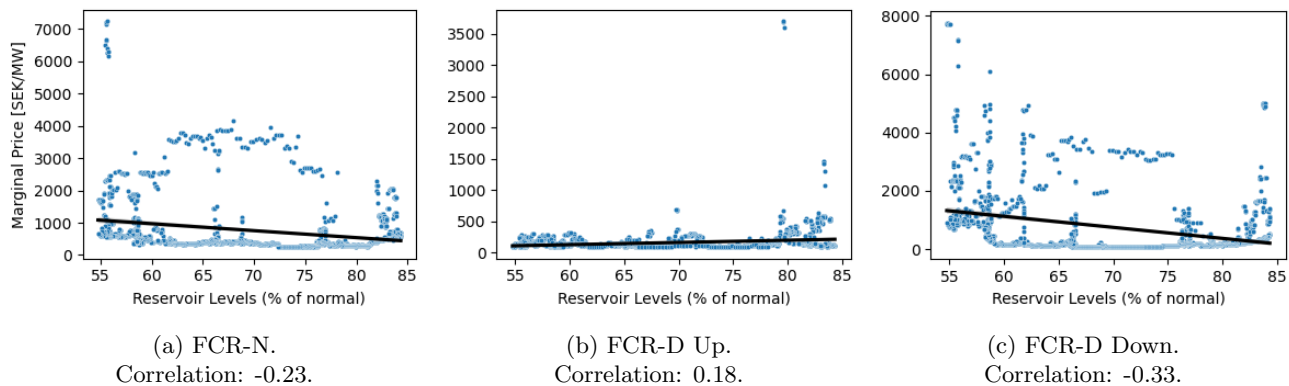 Marginal Price [SEK/MW]
7000
6000
5000
4000
3000
2000
1000
0
55 60 65 70 75 80 85
Reservoir Levels (% of normal)
(a) FCR-N.
Correlation: -0.23.
3500
3000
2500
2000
1500
1000
500
0
55 60 65 70 75 80 85
Reservoir Levels (% of normal)
(b) FCR-D Up.
Correlation: 0.18.
8000
6000
4000
2000
0
55 60 65 70 75 80 85
Reservoir Levels (% of normal)
(c) FCR-D Down.
Correlation: -0.33.